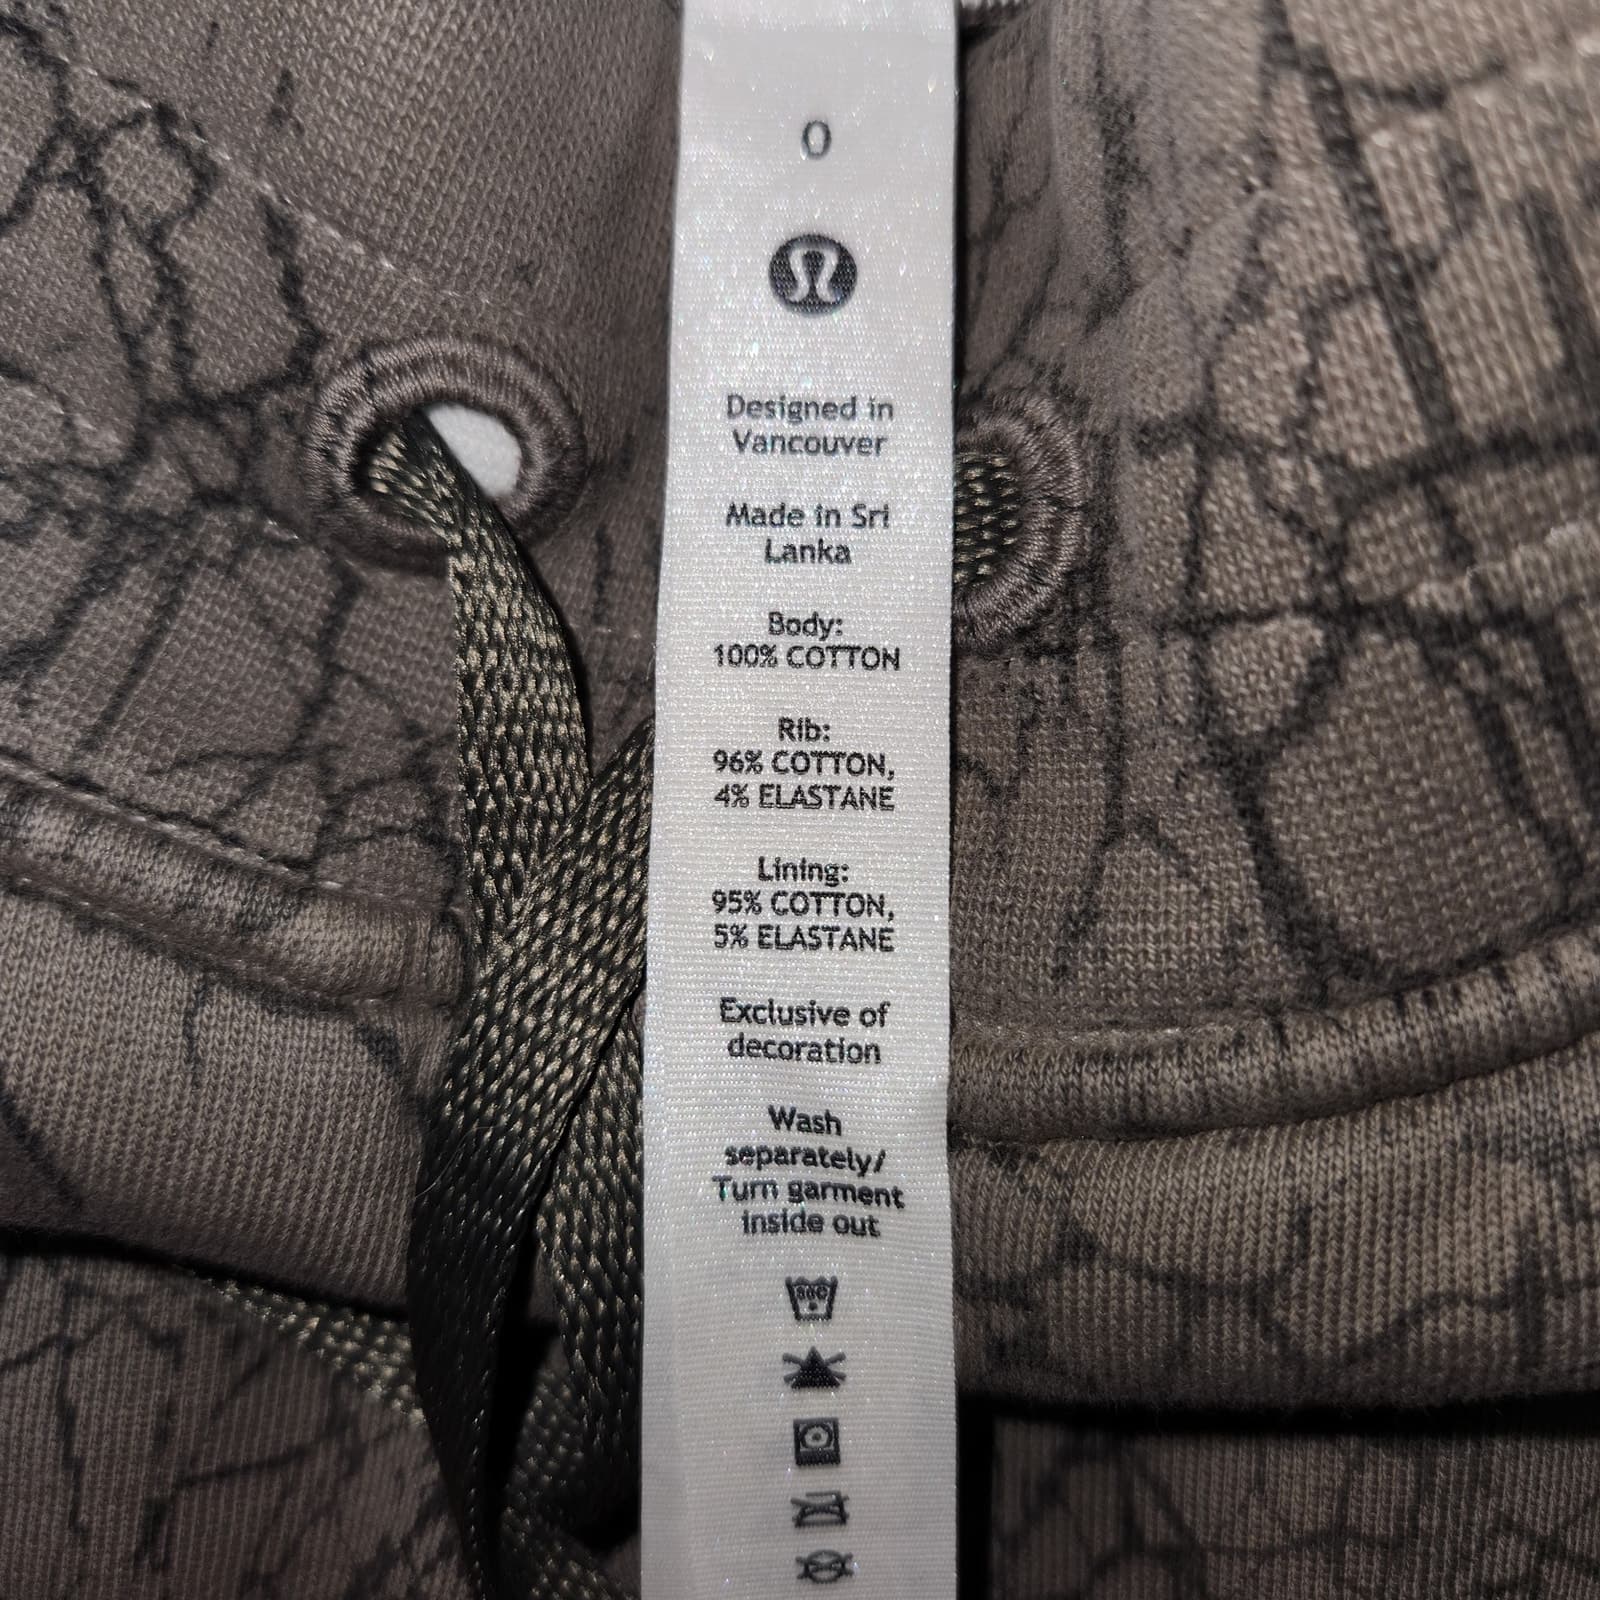 0
Designed in
Vancouver
Made in Sri
Lanka
Body:
100% COTTON
Rib:
96% COTTON,
4% ELASTANE
Lining:
95% COTTON,
5% ELASTANE
Exclusive of
decoration
Wash
separately/
Turn garment
inside out